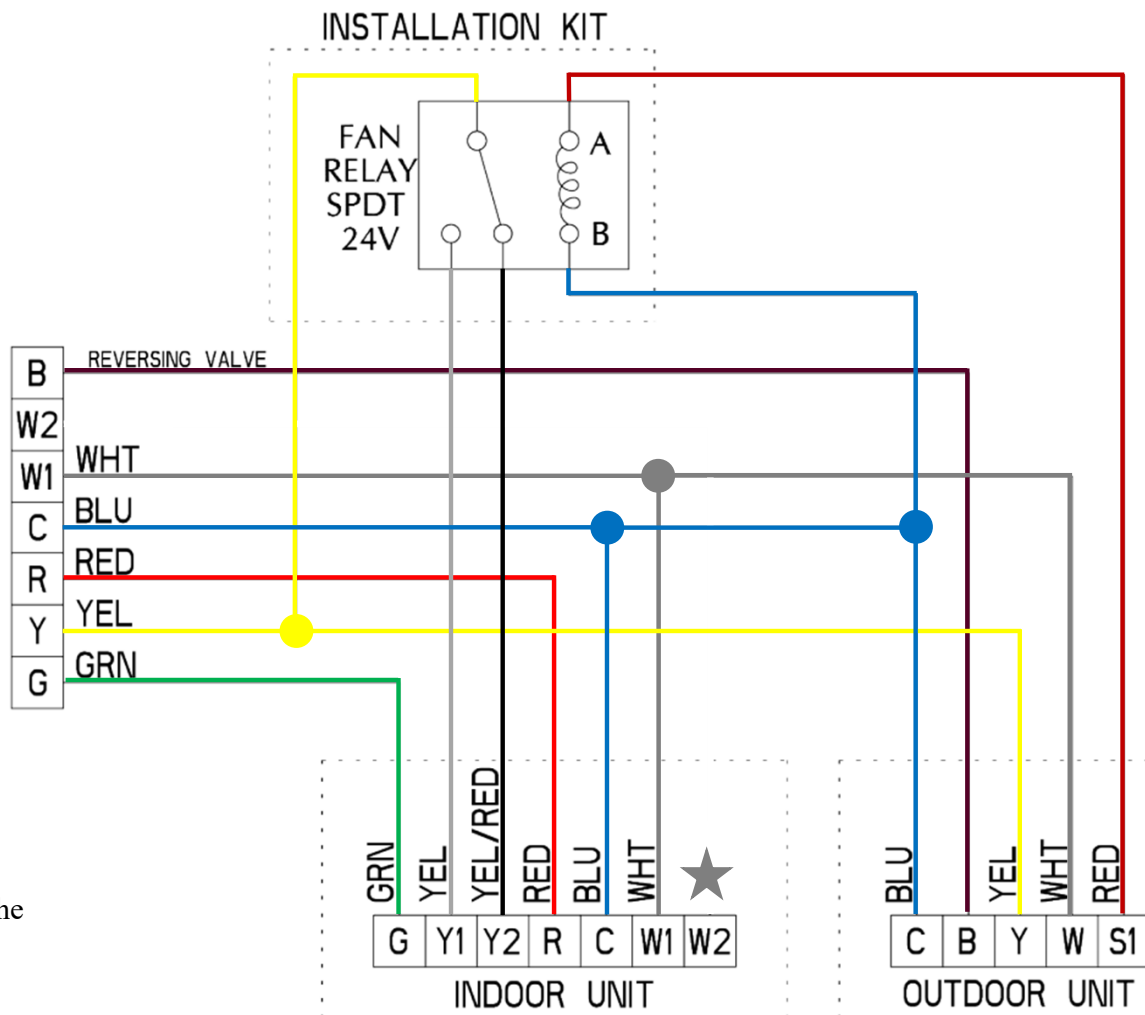 INSTALLATION KIT
FAN
RELAY
SPDT
24V
A
B
B
REVERSING VALVE
W2
W1
WHT
C
BLU
R
RED
Y
YEL
G
GRN
GRN
YEL
YEL/RED
RED
BLU
WHT
BLU
YEL
WHT
RED
ne
G Y1 Y2 R C W1 W2
C B Y W S1
INDOOR UNIT
OUTDOOR UNIT